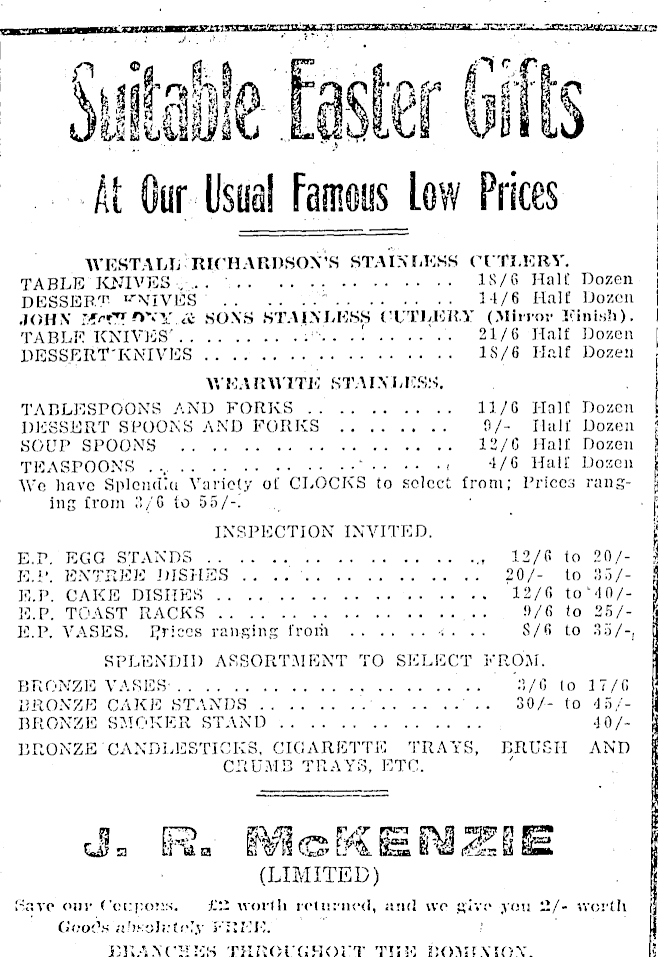 Suitable Easter Gifts
At Our Usual Famous Low Prices
WESTALL RICHARDSON'S STAINLESS CUTLERY.
TABLE KNIVES .. .. .. .. .. .. .. .. 18/6 Half Dozen
DESSERT KNIVES .. .. .. .. .. .. .. 14/6 Half Dozen
JOHN & SONS STAINLESS CUTLERY (Mirror Finish).
TABLE KNIVES .. .. .. .. .. .. .. .. 21/6 Half Dozen
DESSERT KNIVES .. .. .. .. .. .. .. 18/6 Half Dozen
WEARWITE STAINLESS.
TABLESPOONS AND FORKS .. .. .. .. .. 11/6 Half Dozen
DESSERT SPOONS AND FORKS .. .. .. .. 9/- Half Dozen
SOUP SPOONS .. .. .. .. .. .. .. .. 12/6 Half Dozen
TEASPOONS .. .. .. .. .. .. .. .. .. 4/6 Half Dozen
We have Splendid Variety of CLOCKS to select from; Prices rang-
ing from 3/6 to 55/-.
INSPECTION INVITED.
E.P. EGG STANDS .. .. .. .. .. .. .. .. 12/6 to 20/-
E.P. ENTREE DISHES .. .. .. .. .. .. .. 20/- to 35/-
E.P. CAKE DISHES .. .. .. .. .. .. .. .. 12/6 to 40/-
E.P. TOAST RACKS .. .. .. .. .. .. .. .. 9/6 to 25/-
E.P. VASES. Prices ranging from .. .. .. .. 8/6 to 35/-
SPLENDID ASSORTMENT TO SELECT FROM.
BRONZE VASES .. .. .. .. .. .. .. .. .. 3/6 to 17/6
BRONZE CAKE STANDS .. .. .. .. .. .. .. 30/- to 45/-
BRONZE SMOKER STAND .. .. .. .. .. .. 40/-
BRONZE CANDLESTICKS, CIGARETTE TRAYS, BRUSH AND
CRUMB TRAYS, ETC.
J. R. McKENZIE
(LIMITED)
Save our Coupons. £2 worth returned, and we give you 2/- worth
Goods absolutely FREE.
BRANCHES THROUGHOUT THE DOMINION.